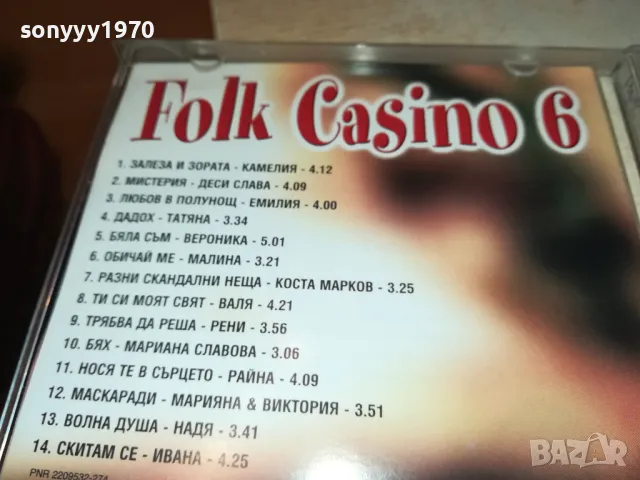 sonyyy1970
Folk Casino 6
1. ЗАЛЕЗА И ЗОРАТА - КАМЕЛИЯ - 4.12
2. МИСТЕРИЯ - ДЕСИ СЛАВА - 4.09
3. ЛЮБОВ В ПОЛУНОЩ - ЕМИЛИЯ - 4.00
4. ДАДОХ - ТАТЯНА - 3.34
5. БЯЛА СЪМ - ВЕРОНИКА - 5.01
6. ОБИЧАЙ МЕ - МАЛИНА - 3.21
7. РАЗНИ СКАНДАЛНИ НЕЩА - КОСТА МАРКОВ - 3.25
8. ТИ СИ МОЯТ СВЯТ - ВАЛЯ - 4.21
9. ТРЯБВА ДА РЕША - РЕНИ - 3.56
10. БЯХ - МАРИАНА СЛАВОВА - 3.06
11. НОСЯ ТЕ В СЪРЦЕТО - РАЙНА - 4.09
12. МАСКАРАДИ - МАРИЯНА & ВИКТОРИЯ - 3.51
13. ВОЛНА ДУША - НАДЯ - 3.41
14. СКИТАМ СЕ - ИВАНА - 4.25
PNR 2209532-274
BAZAR